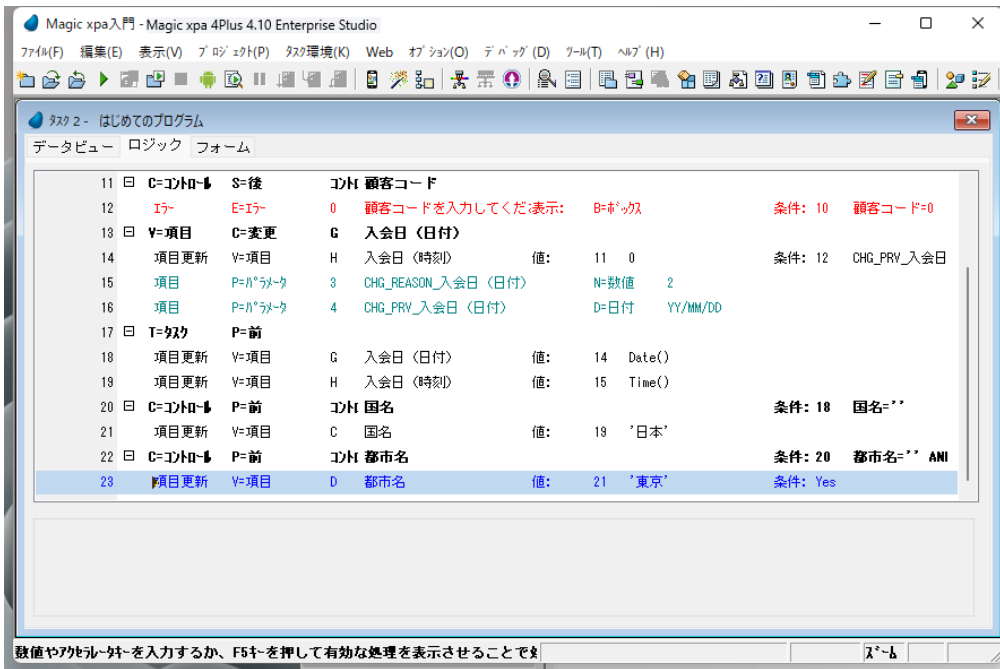 Magic xpa入門 - Magic xpa 4Plus 4.10 Enterprise Studio
ファイル(F) 編集(E) 表示(V) プロジェクト(P) タスク環境(K) Web オプション(O) デバッグ(D) ツール(T) ヘルプ(H)
タスク 2 - はじめてのプログラム
データビュー ロジック フォーム
11 C=コントロール S=後 コントロ 顧客コード
12 エラー E=エラー 0 顧客コードを入力してくだ 表示: B=ボックス 条件: 10 顧客コード=0
13 V=項目 C=変更 G 入会日（日付）
14 項目更新 V=項目 H 入会日（時刻） 値: 11 0 条件: 12 CHG_PRV_入会日
15 項目 P=パラメータ 3 CHG_REASON_入会日（日付） N=数値 2
16 項目 P=パラメータ 4 CHG_PRV_入会日（日付） D=日付 YY/MM/DD
17 T=タスク P=前
18 項目更新 V=項目 G 入会日（日付） 値: 14 Date()
19 項目更新 V=項目 H 入会日（時刻） 値: 15 Time()
20 C=コントロール P=前 コントロ 国名 条件: 18 国名=''
21 項目更新 V=項目 C 国名 値: 19 '日本'
22 C=コントロール P=前 コントロ 都市名 条件: 20 都市名='' AN
23 項目更新 V=項目 D 都市名 値: 21 '東京' 条件: Yes
数値やアクセラレータキーを入力するか、F5キーを押して有効な処理を表示させることで ズーム